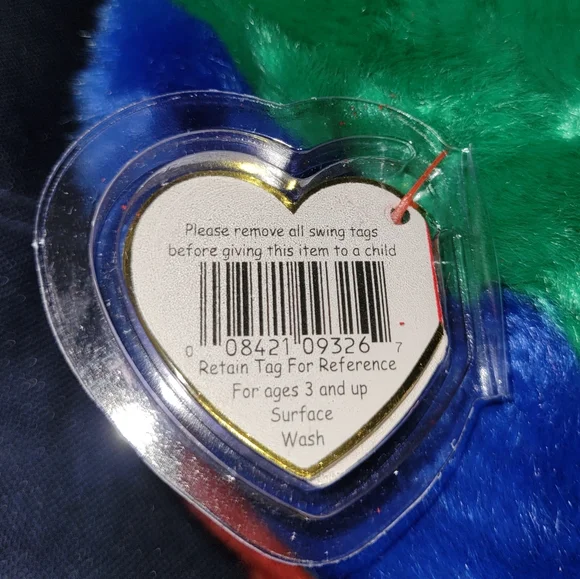 Please remove all swing tags
before giving this item to a child
0 08421 09326 7
Retain Tag For Reference
For ages 3 and up
Surface
Wash